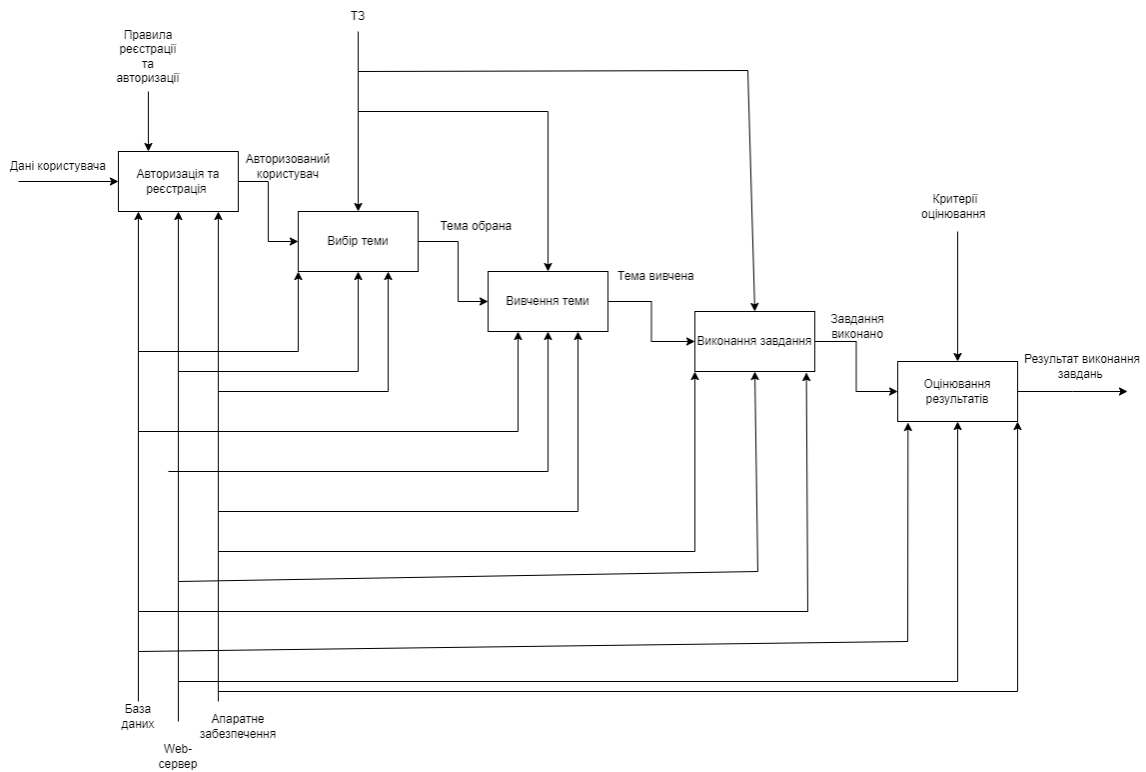 ТЗ
Правила
реєстрації
та
авторизації
Дані користувача
Авторизація та
реєстрація
Авторизований
користувач
Вибір теми
Тема обрана
Вивчення теми
Тема вивчена
Виконання завдання
Завдання
виконано
Критерії
оцінювання
Оцінювання
результатів
Результат виконання
завдань
База
даних
Web-
сервер
Апаратне
забезпечення